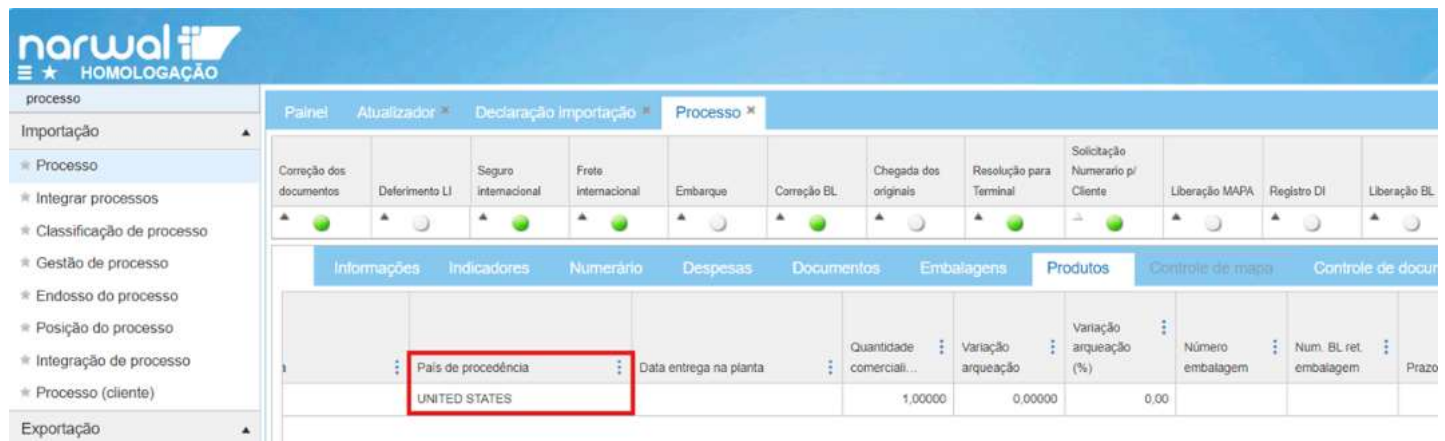 narwal
HOMOLOGAÇÃO
processo
Importação
Processo
Integrar processos
Classificação de processo
Gestão de processo
Endosso do processo
Posição do processo
Integração de processo
Processo (cliente)
Exportação
Painel Atualizador Declaração importação Processo
Correção dos documentos
Deferimento LI
Seguro internacional
Frete internacional
Embarque
Correção BL
Chegada dos originais
Resolução para Terminal
Solicitação Numerario p/ Cliente
Liberação MAPA
Registro DI
Liberação BL
Informações Indicadores Numerário Despesas Documentos Embalagens Produtos Controle de mapa Controle de docur
País de procedência
Data entrega na planta
Quantidade comerciali...
Variação arqueação
Variação arqueação (%)
Número embalagem
Num. BL ret. embalagem
Prazo
UNITED STATES 1,00000 0,00000 0,00